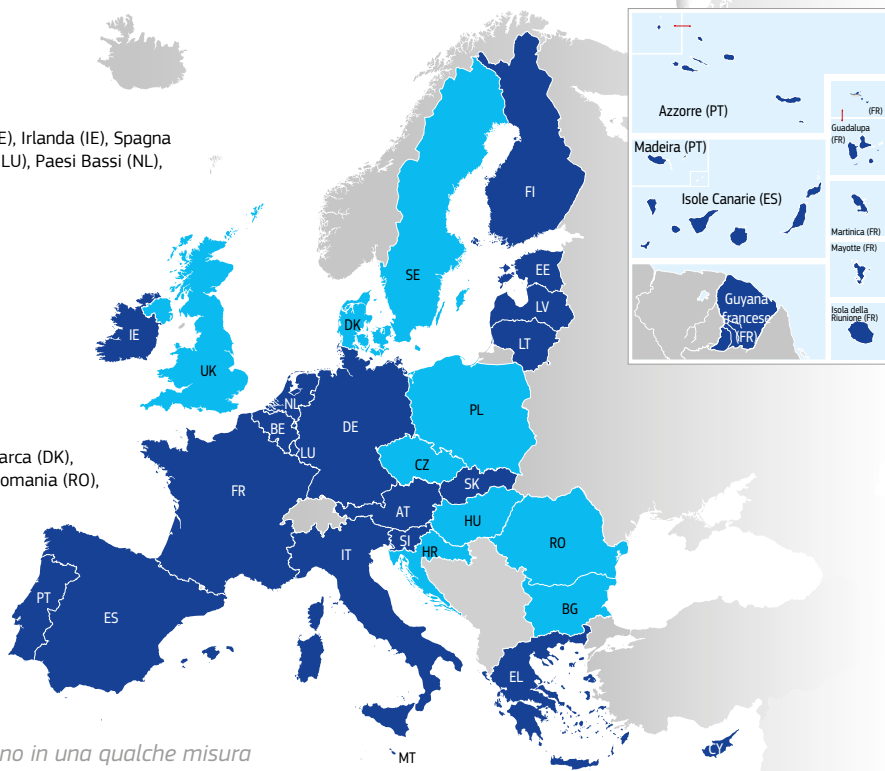 E), Irlanda (IE), Spagna
LU), Paesi Bassi (NL),
arca (DK),
omania (RO),
no in una qualche misura
FI
SE
EE
LV
LT
DK
IE
UK
NL
BE
LU
DE
PL
CZ
SK
FR
AT
HU
SI
HR
RO
IT
BG
PT
ES
EL
MT
CY
Azzorre (PT)
(FR)
Guadalupa
(FR)
Madeira (PT)
Isole Canarie (ES)
Martinica (FR)
Mayotte (FR)
Guyana
francese
(FR)
Isola della
Riunione (FR)